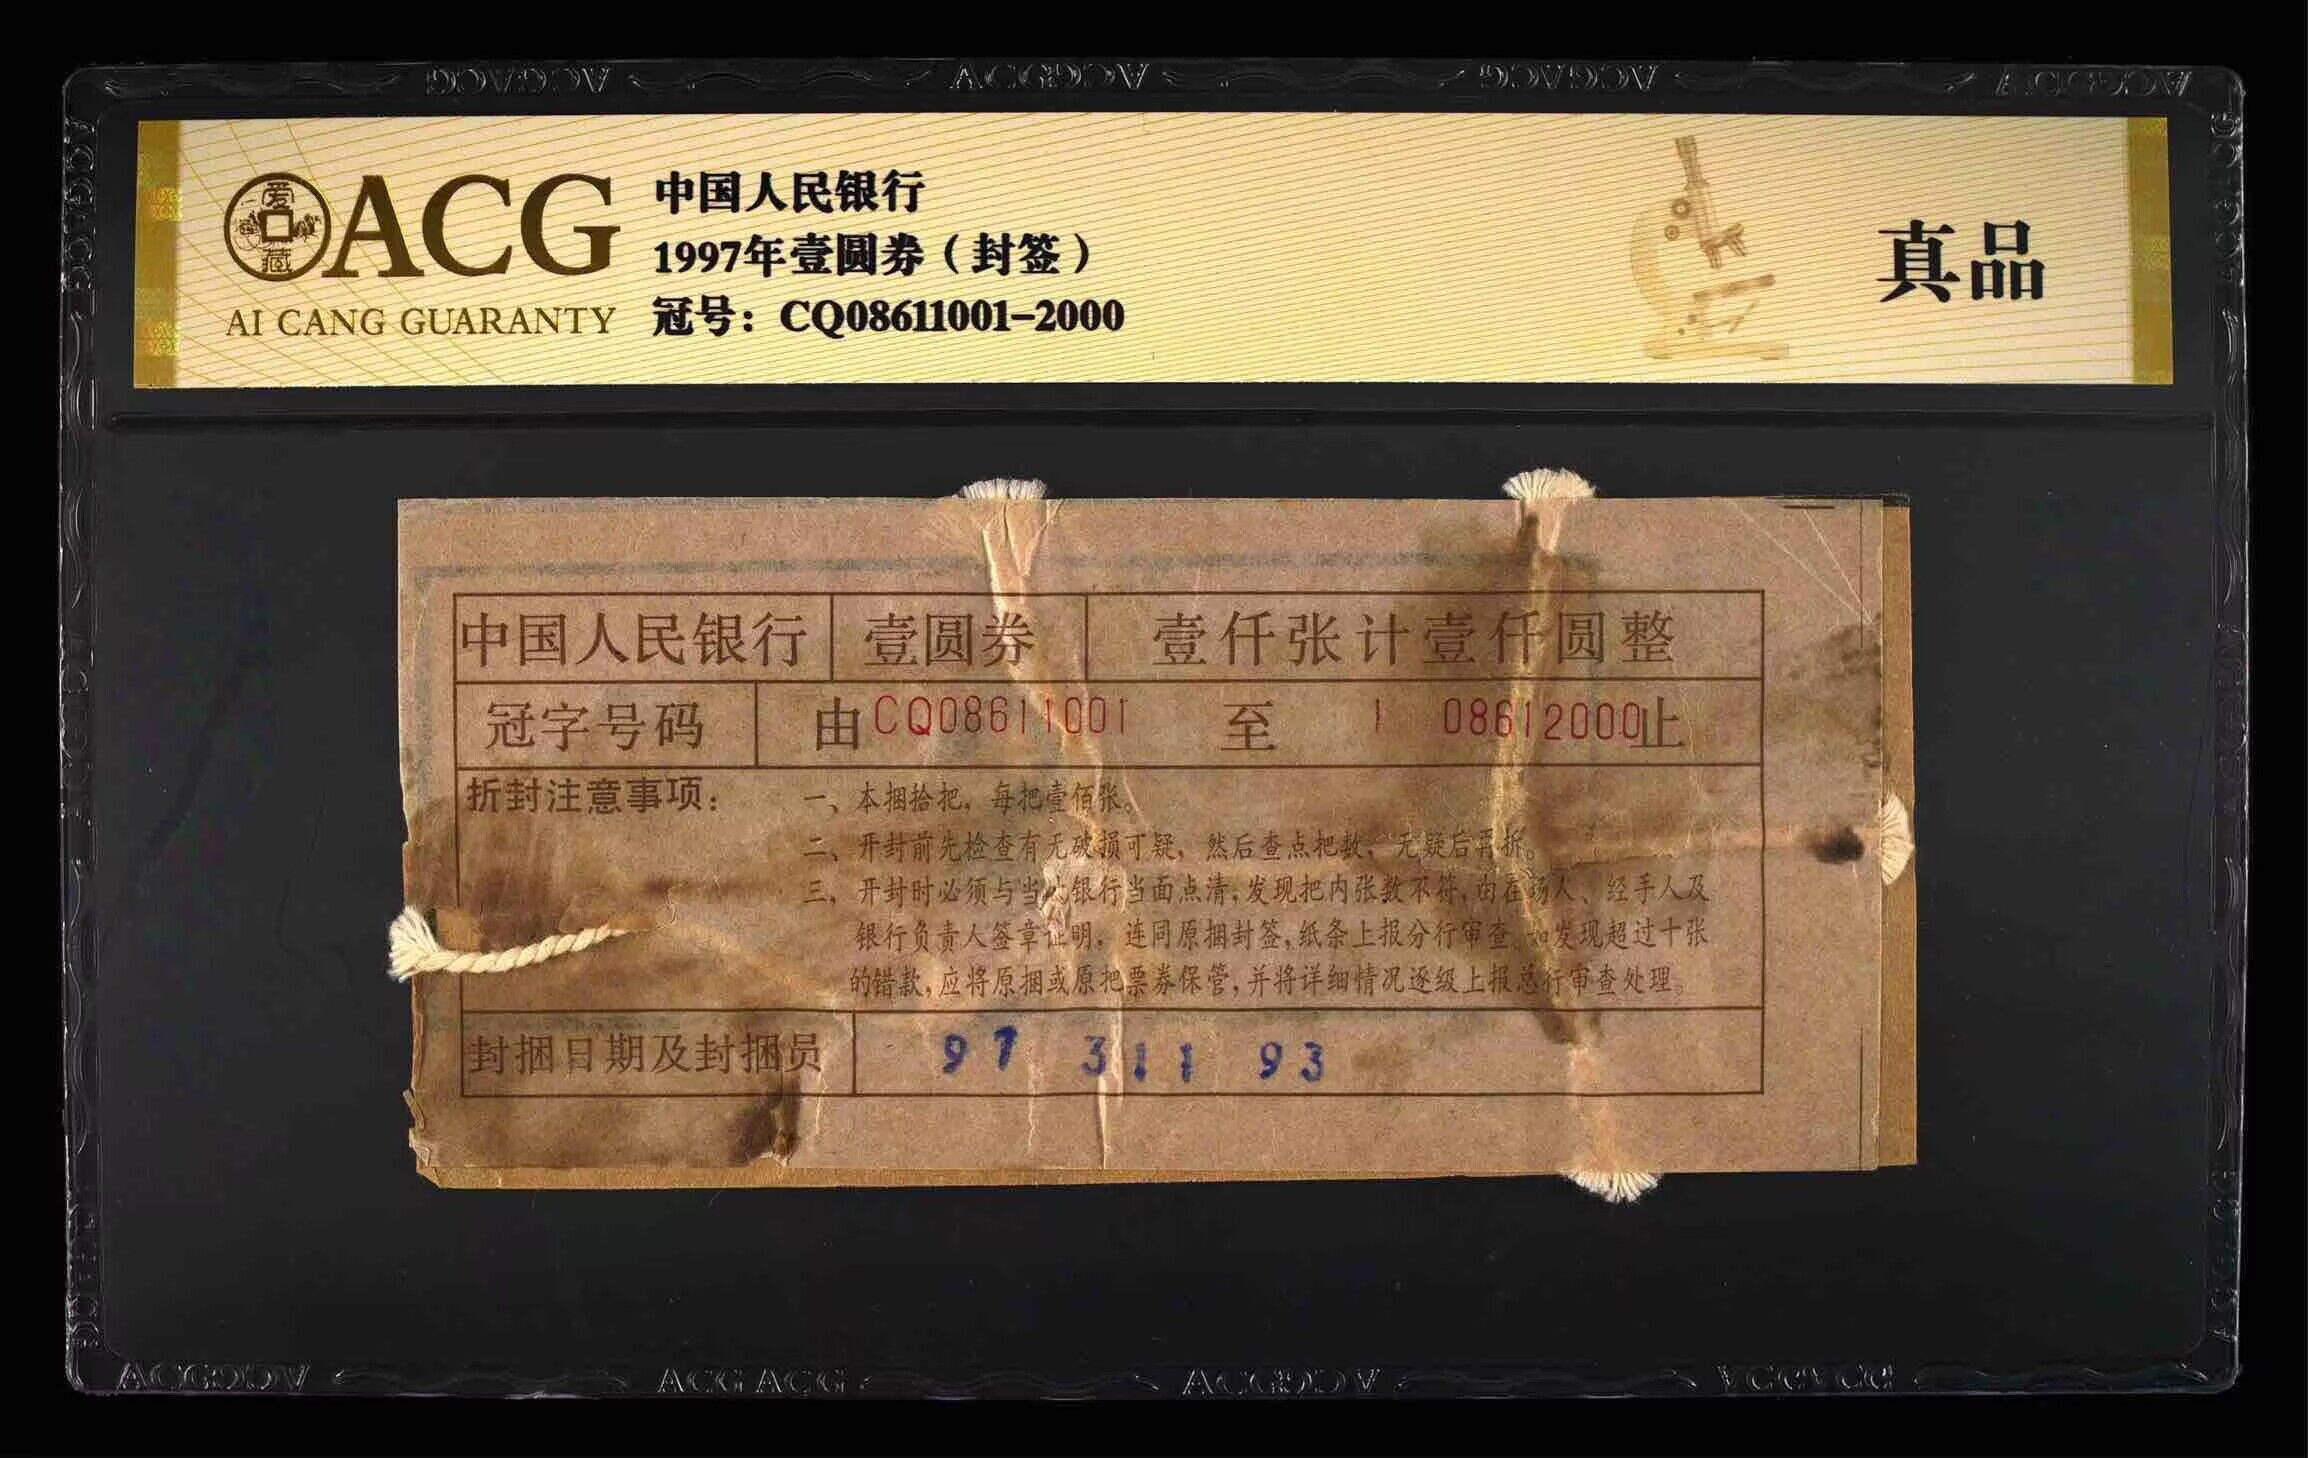 爱藏
ACG
AI CANG GUARANTY
中国人民银行
1997年壹圆券（封签）
冠号：CQ08611001-2000
真品
中国人民银行 壹圆券 壹仟张计壹仟圆整
冠字号码 由CQ08611001 至 08612000止
折封注意事项：
一、本捆拾把，每把壹佰张。
二、开封前先检查有无破损可疑，然后查点把数，无疑后再折。
三、开封时必须与当地银行当面点清，发现把内张数不符，由在场人、经手人及
银行负责人签章证明，连同原捆封签，纸条上报分行审查，如发现超过十张
的错款，应将原捆或原把票券保管，并将详细情况逐级上报总行审查处理。
封捆日期及封捆员 97 311 93